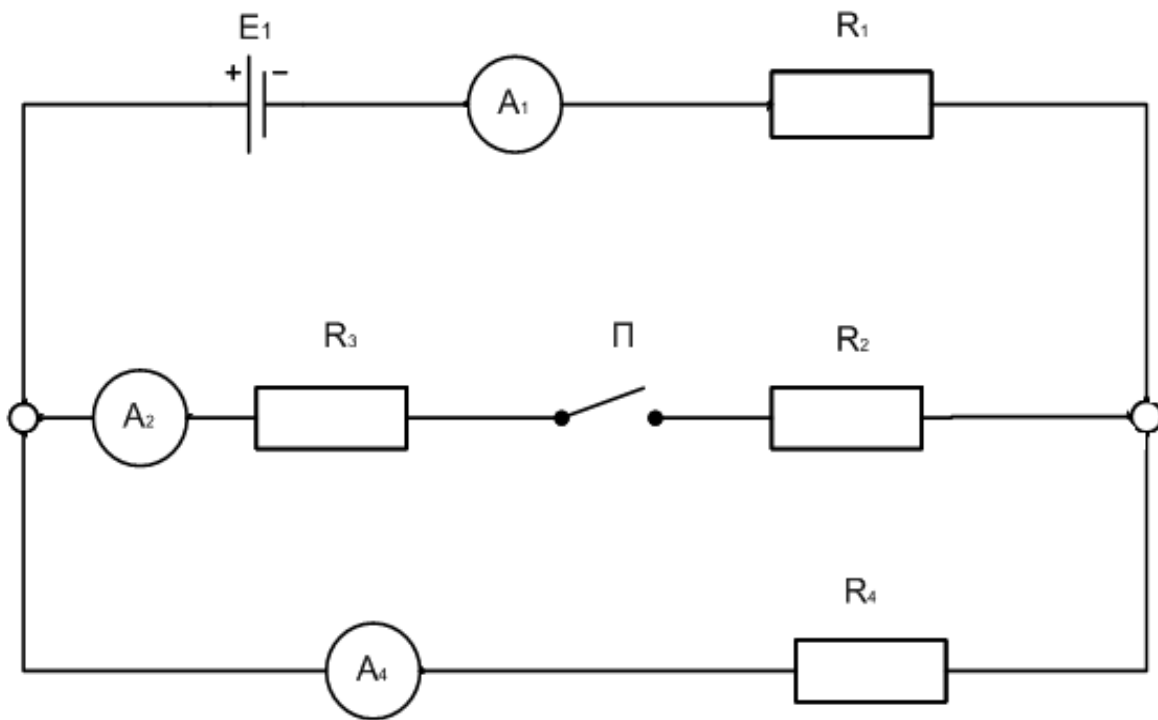 E₁
R₁
+ −
A₁
R₃
П
R₂
A₂
R₄
A₄